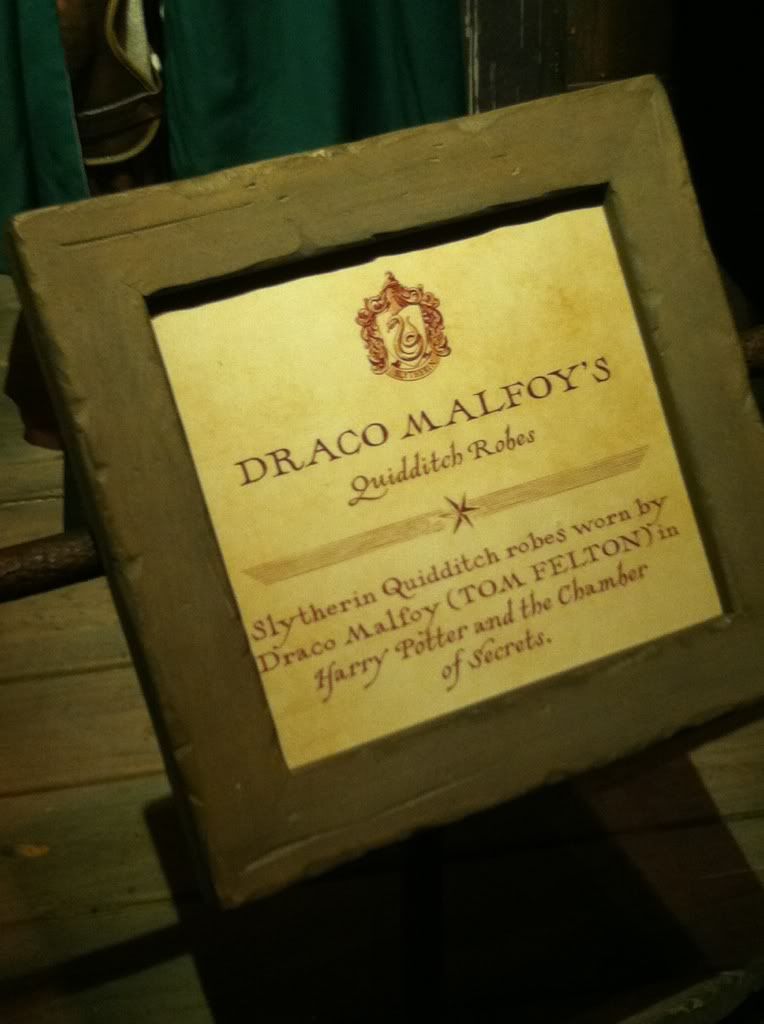 SLYTHERIN
DRACO MALFOY'S
Quidditch Robes
Slytherin Quidditch robes worn by
Draco Malfoy (TOM FELTON) in
Harry Potter and the Chamber
of Secrets.